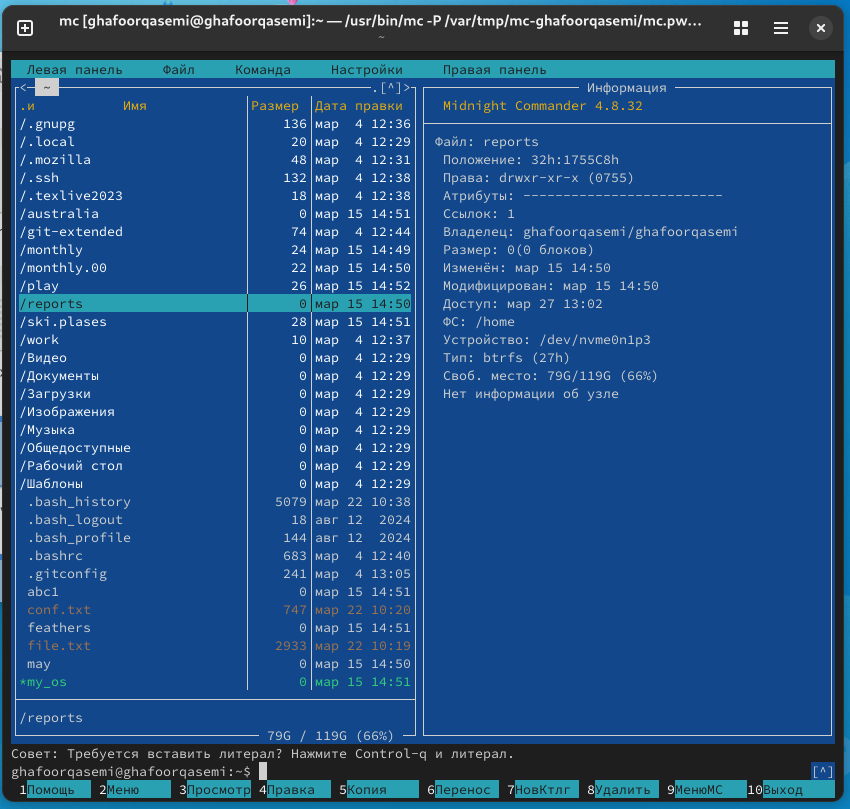 mc [ghafoorqasemi@ghafoorqasemi]:~ — /usr/bin/mc -P /var/tmp/mc-ghafoorqasemi/mc.pw…
~
Левая панель Файл Команда Настройки Правая панель
<— ~ .[^]>
.и Имя Размер Дата правки
/.gnupg 136 мар 4 12:36
/.local 20 мар 4 12:29
/.mozilla 48 мар 4 12:31
/.ssh 132 мар 4 12:38
/.texlive2023 18 мар 4 12:38
/australia 0 мар 15 14:51
/git-extended 74 мар 4 12:44
/monthly 24 мар 15 14:49
/monthly.00 22 мар 15 14:50
/play 26 мар 15 14:52
/reports 0 мар 15 14:50
/ski.plases 28 мар 15 14:51
/work 10 мар 4 12:37
/Видео 0 мар 4 12:29
/Документы 0 мар 4 12:29
/Загрузки 0 мар 4 12:29
/Изображения 0 мар 4 12:29
/Музыка 0 мар 4 12:29
/Общедоступные 0 мар 4 12:29
/Рабочий стол 0 мар 4 12:29
/Шаблоны 0 мар 4 12:29
.bash_history 5079 мар 22 10:38
.bash_logout 18 авг 12 2024
.bash_profile 144 авг 12 2024
.bashrc 683 мар 4 12:40
.gitconfig 241 мар 4 13:05
abc1 0 мар 15 14:51
conf.txt 747 мар 22 10:20
feathers 0 мар 15 14:51
file.txt 2933 мар 22 10:19
may 0 мар 15 14:50
*my_os 0 мар 15 14:51
/reports
79G / 119G (66%)
Информация
Midnight Commander 4.8.32
Файл: reports
Положение: 32h:1755C8h
Права: drwxr-xr-x (0755)
Атрибуты: -------------------------
Ссылок: 1
Владелец: ghafoorqasemi/ghafoorqasemi
Размер: 0(0 блоков)
Изменён: мар 15 14:50
Модифицирован: мар 15 14:50
Доступ: мар 27 13:02
ФС: /home
Устройство: /dev/nvme0n1p3
Тип: btrfs (27h)
Своб. место: 79G/119G (66%)
Нет информации об узле
Совет: Требуется вставить литерал? Нажмите Control-q и литерал.
ghafoorqasemi@ghafoorqasemi:~$ [^]
1Помощь 2Меню 3Просмотр 4Правка 5Копия 6Перенос 7НовКтлг 8Удалить 9МенюМС 10Выход